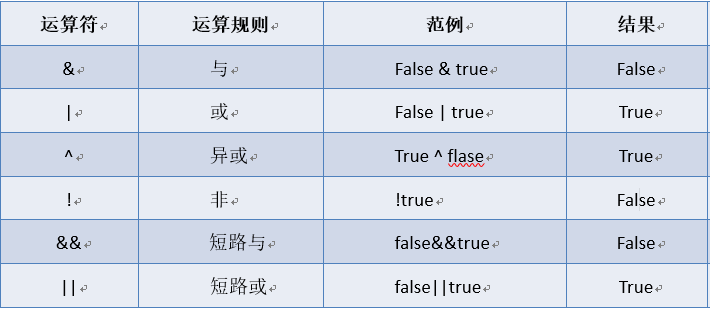 运算符 运算规则 范例 结果
& 与 False & true False
| 或 False | true True
^ 异或 True ^ flase True
! 非 !true False
&& 短路与 false&&true False
|| 短路或 false||true True